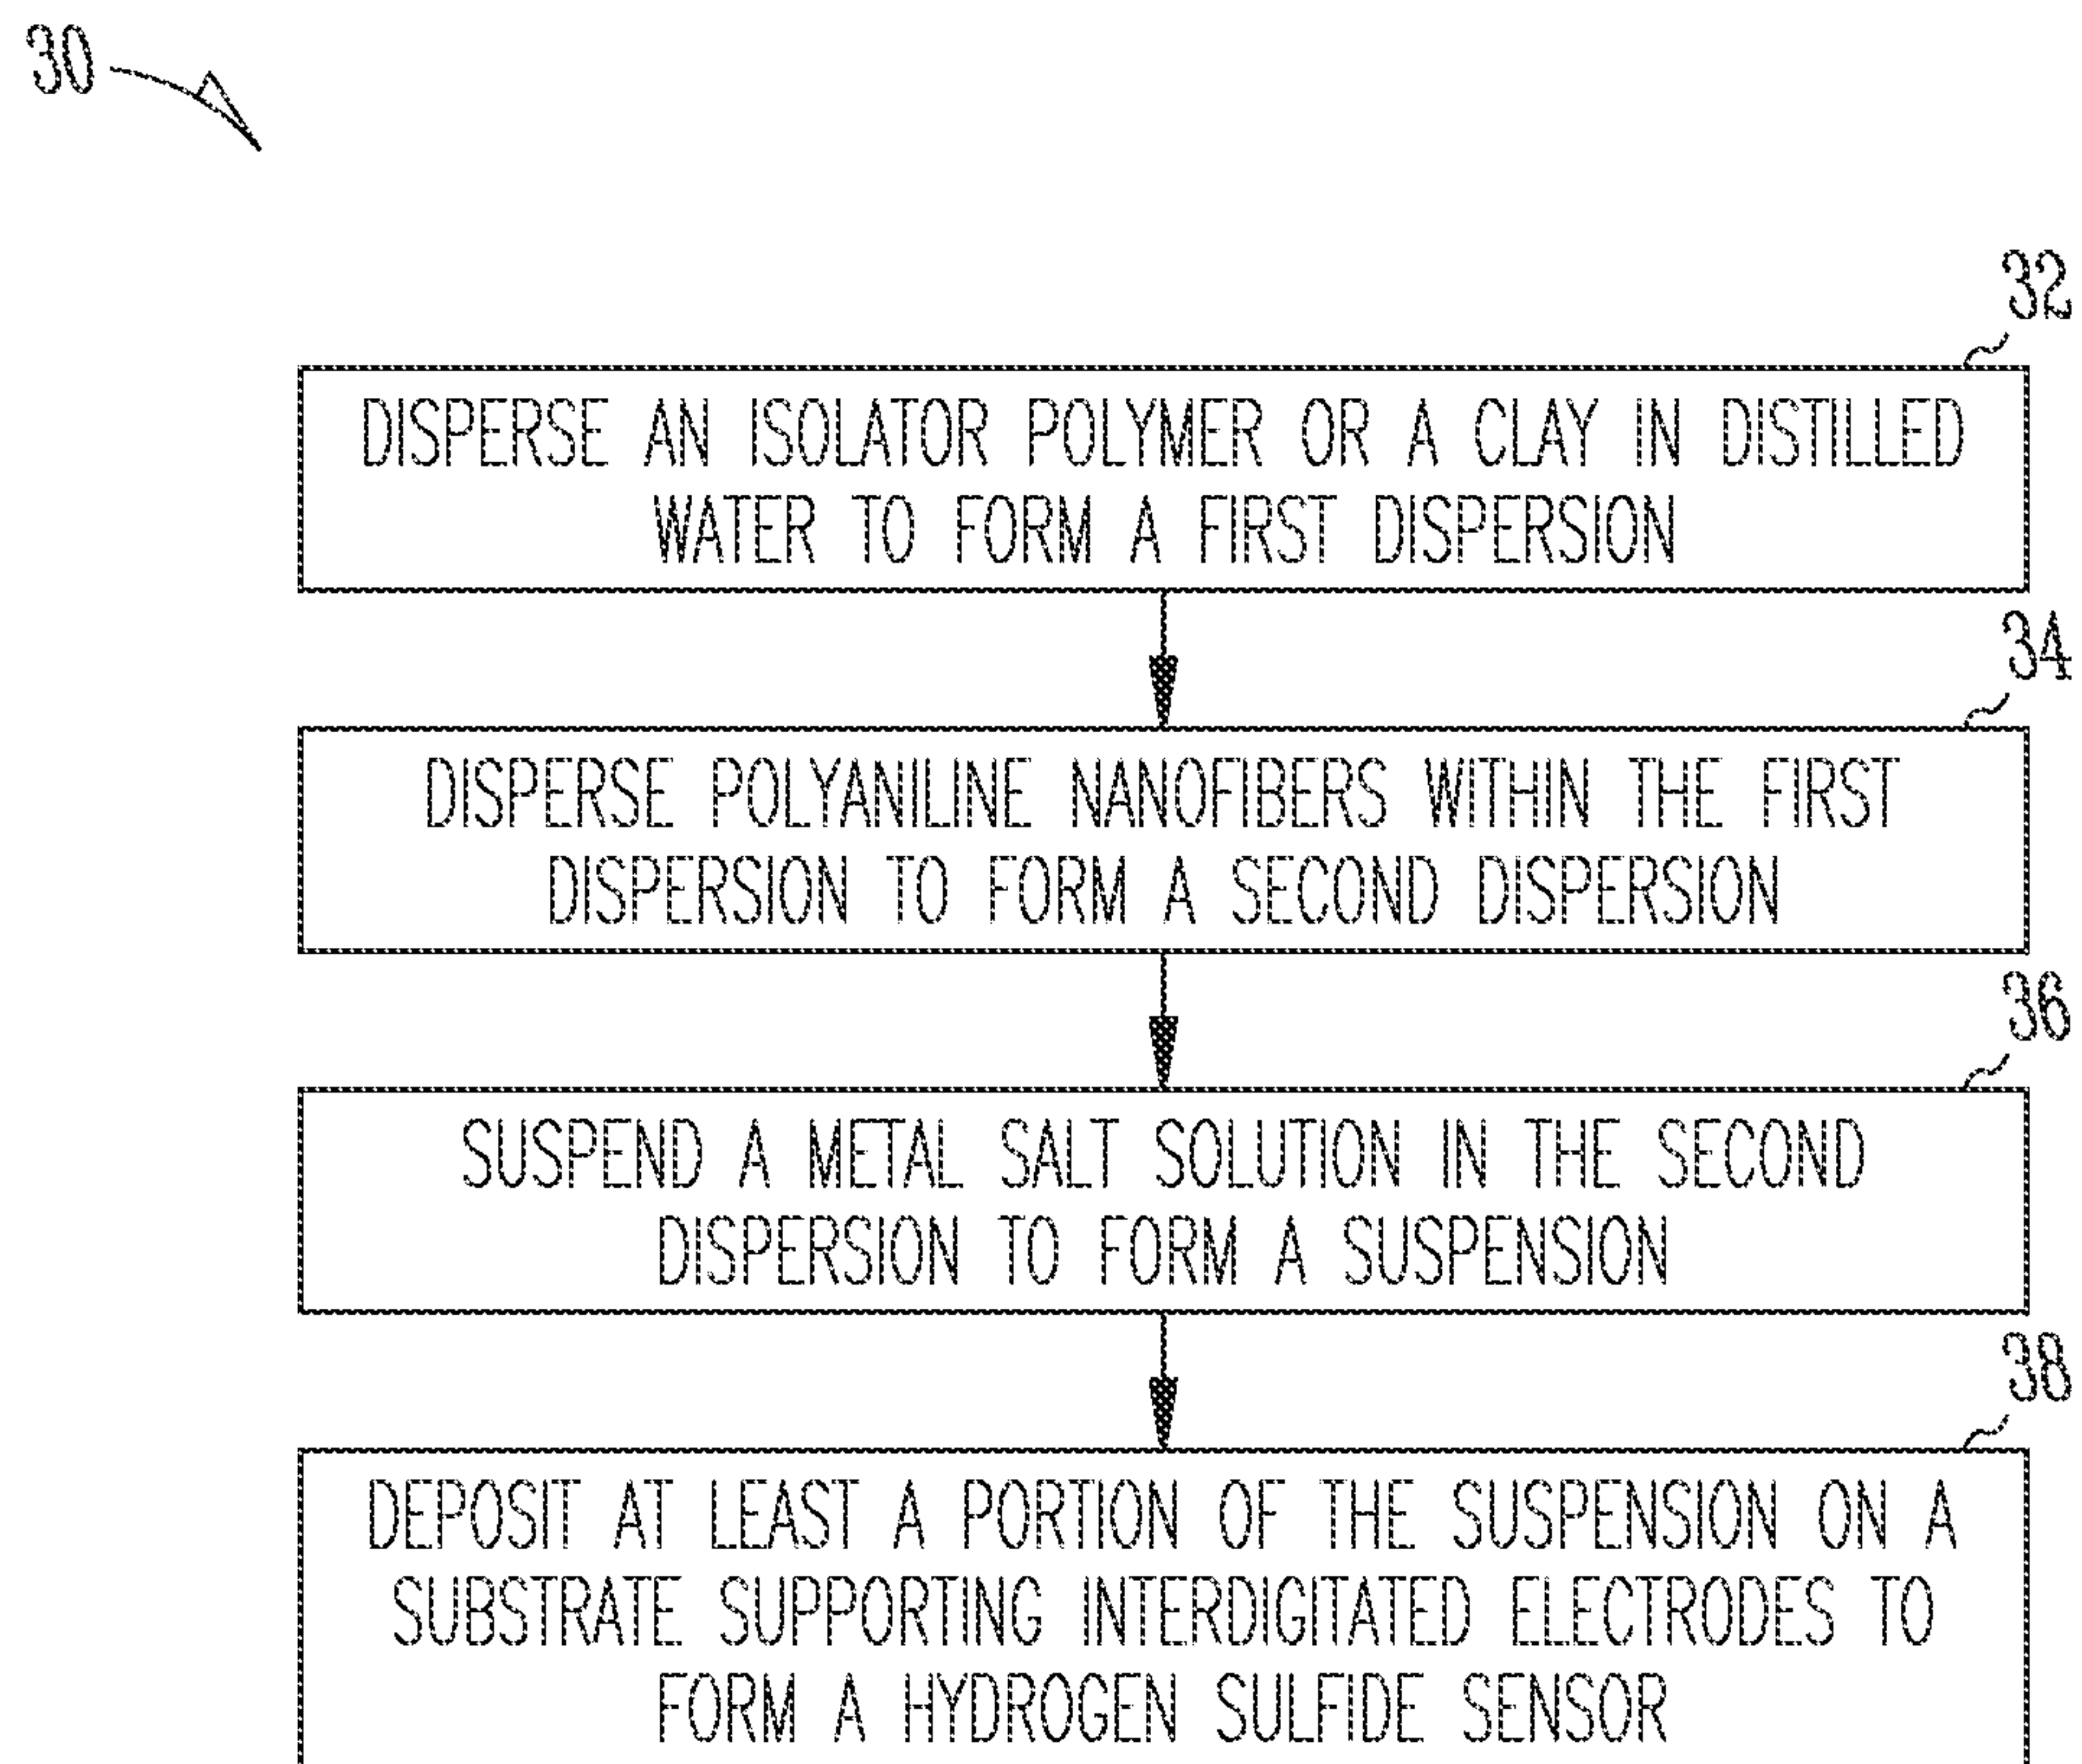 30
32
DISPERSE AN ISOLATOR POLYMER OR A CLAY IN DISTILLED
WATER TO FORM A FIRST DISPERSION
34
DISPERSE POLYANILINE NANOFIBERS WITHIN THE FIRST
DISPERSION TO FORM A SECOND DISPERSION
36
SUSPEND A METAL SALT SOLUTION IN THE SECOND
DISPERSION TO FORM A SUSPENSION
38
DEPOSIT AT LEAST A PORTION OF THE SUSPENSION ON A
SUBSTRATE SUPPORTING INTERDIGITATED ELECTRODES TO
FORM A HYDROGEN SULFIDE SENSOR